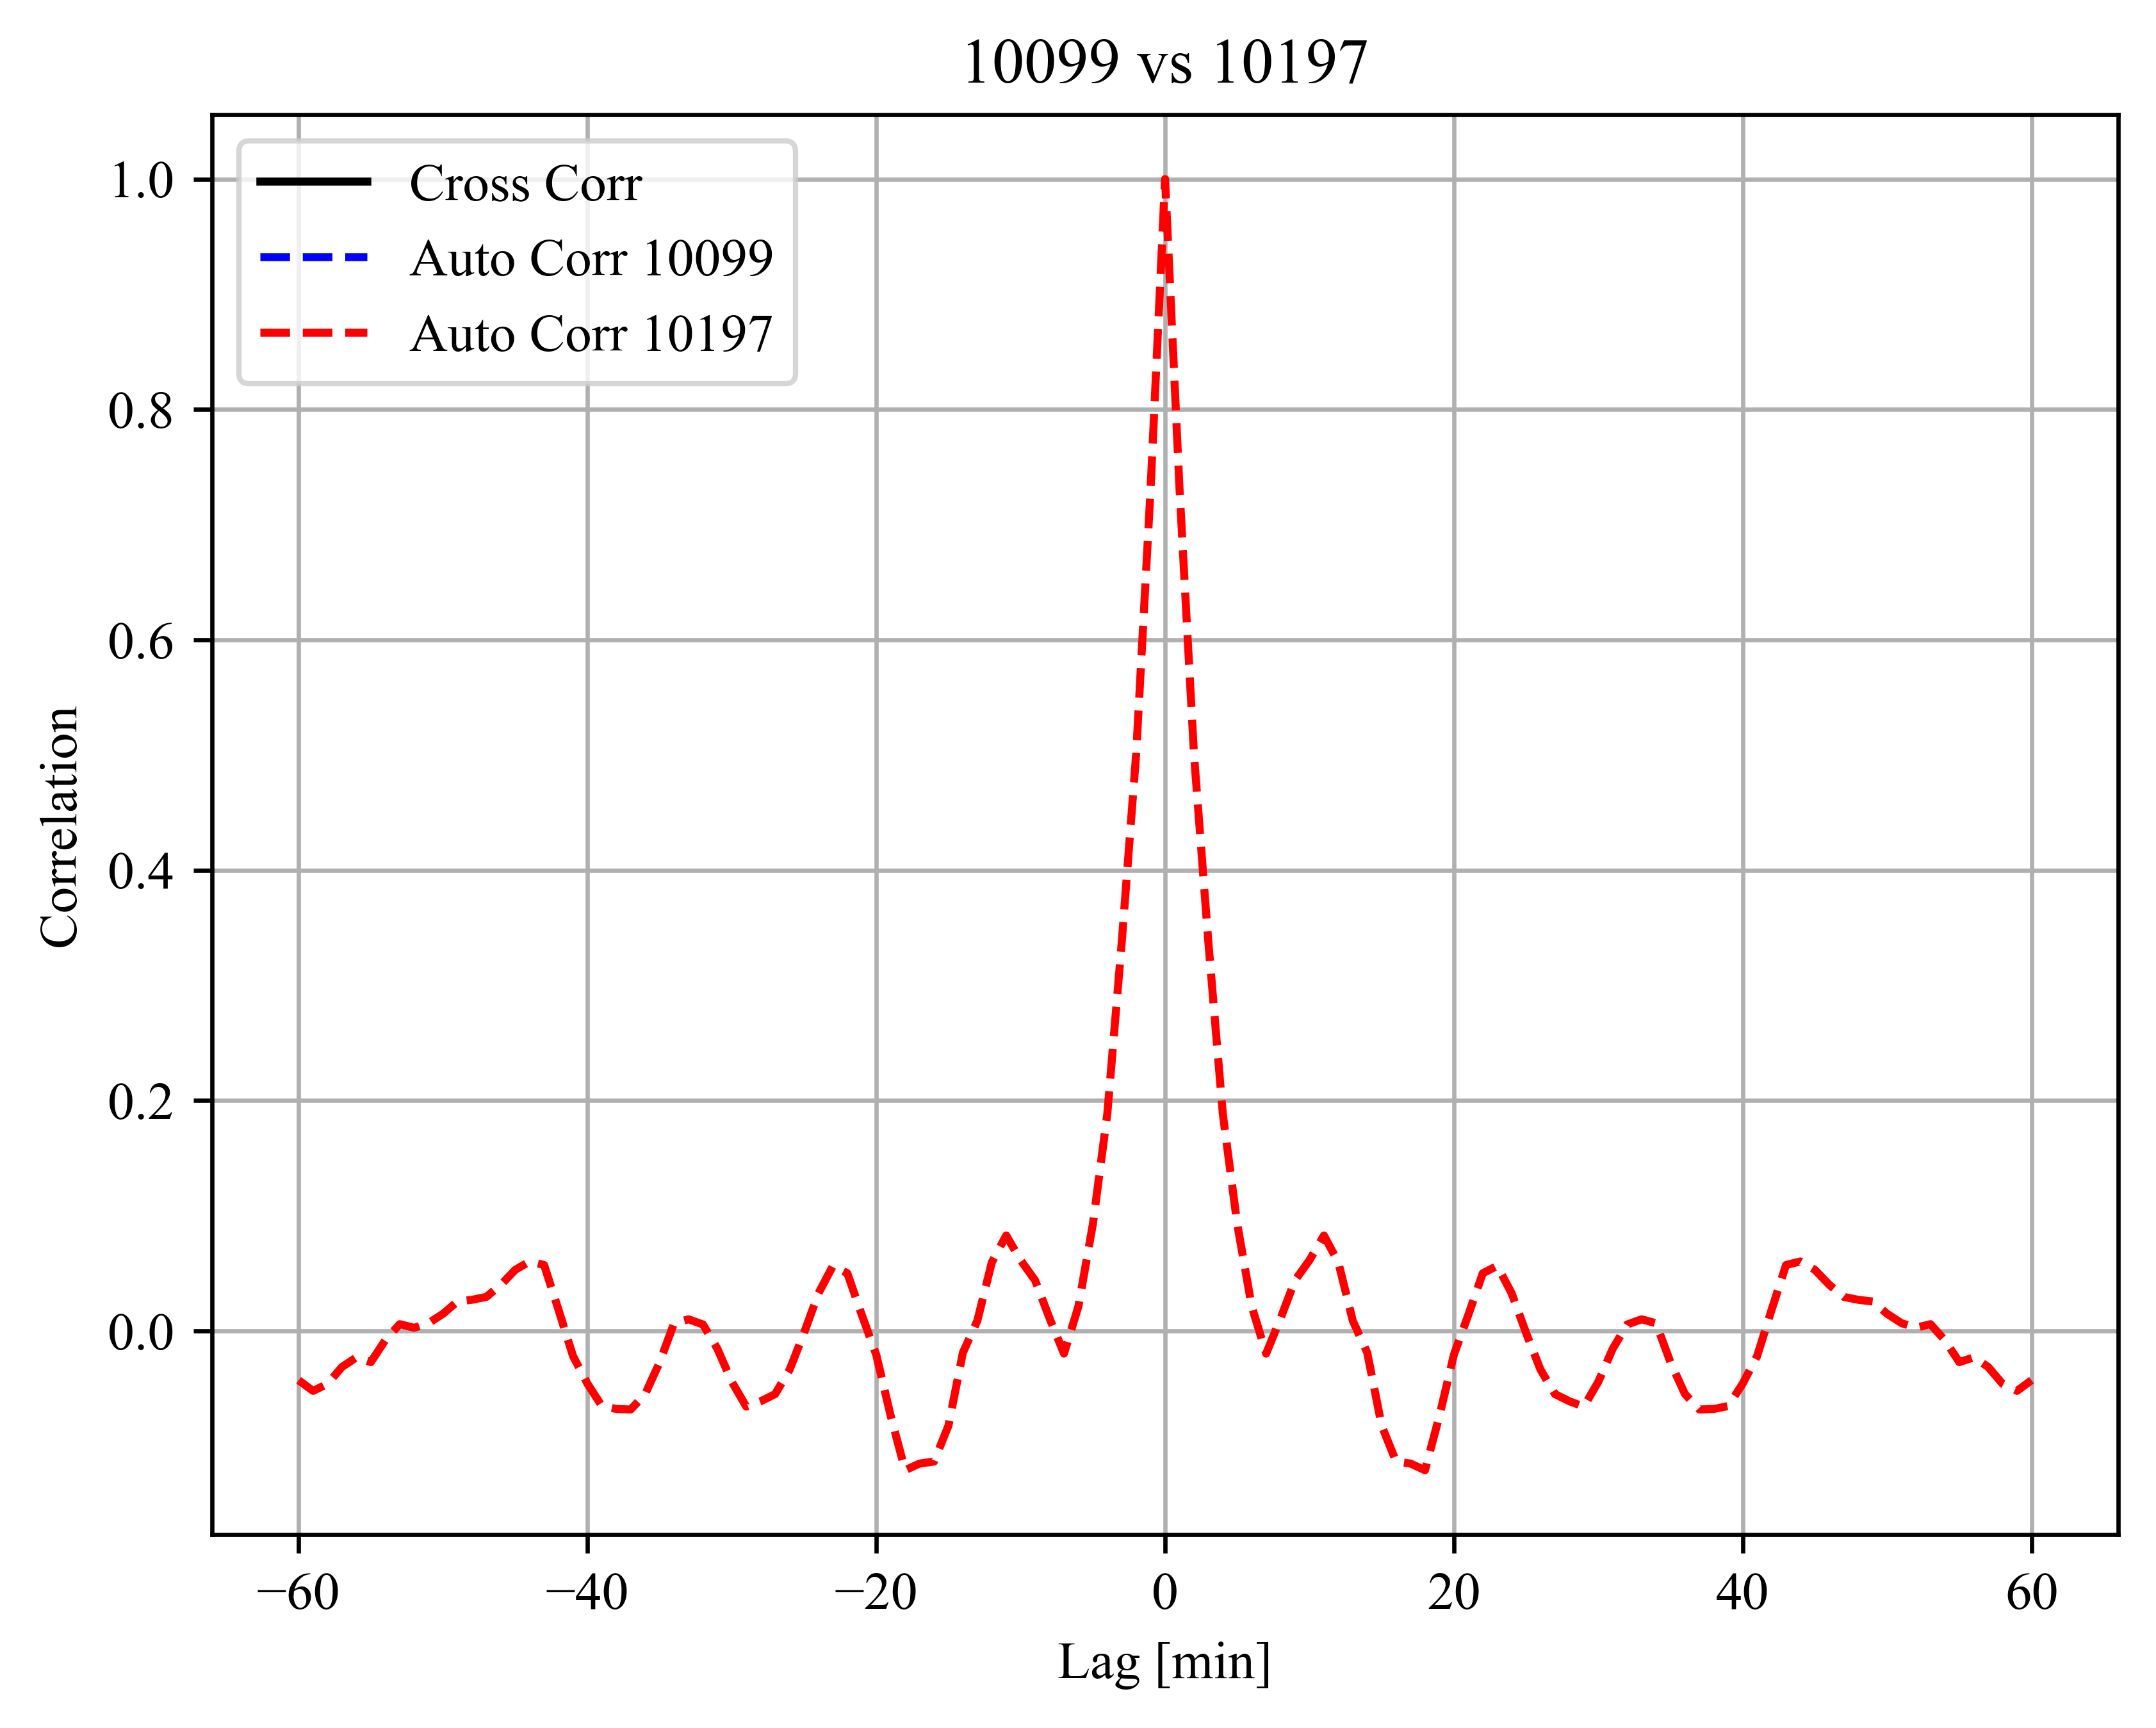 10099 vs 10197
Cross Corr
Auto Corr 10099
Auto Corr 10197
1.0
0.8
0.6
0.4
0.2
0.0
Correlation
−60
−40
−20
0
20
40
60
Lag [min]